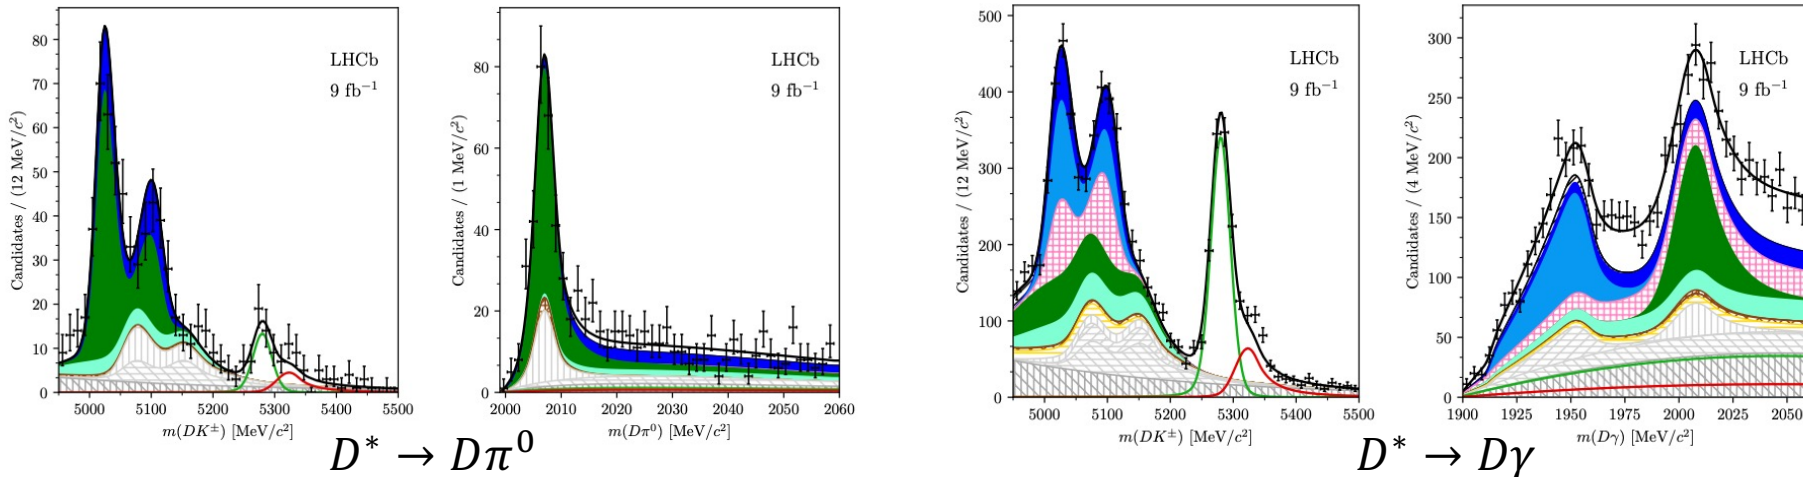 Candidates / (12 MeV/c²)
80
70
60
50
40
30
20
10
0
LHCb
9 fb⁻¹
5000 5100 5200 5300 5400 5500
m(DK±) [MeV/c²]
Candidates / (1 MeV/c²)
80
60
40
20
0
LHCb
9 fb⁻¹
2000 2010 2020 2030 2040 2050 2060
m(Dπ⁰) [MeV/c²]
D* → Dπ⁰
Candidates / (12 MeV/c²)
500
400
300
200
100
0
LHCb
9 fb⁻¹
5000 5100 5200 5300 5400 5500
m(DK±) [MeV/c²]
Candidates / (4 MeV/c²)
300
250
200
150
100
50
0
LHCb
9 fb⁻¹
1900 1925 1950 1975 2000 2025
m(Dγ) [MeV/c²]
D* → Dγ